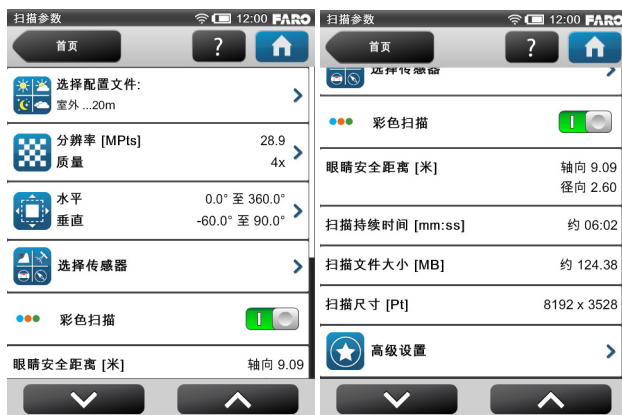 扫描参数 12:00 FARO
首页 ?
选择配置文件:
室外 ...20m
分辨率 [MPts] 28.9
质量 4x
水平 0.0° 至 360.0°
垂直 -60.0° 至 90.0°
选择传感器
彩色扫描
眼睛安全距离 [米] 轴向 9.09
扫描参数 12:00 FARO
首页 ?
选择传感器
彩色扫描
眼睛安全距离 [米] 轴向 9.09
径向 2.60
扫描持续时间 [mm:ss] 约 06:02
扫描文件大小 [MB] 约 124.38
扫描尺寸 [Pt] 8192 x 3528
高级设置